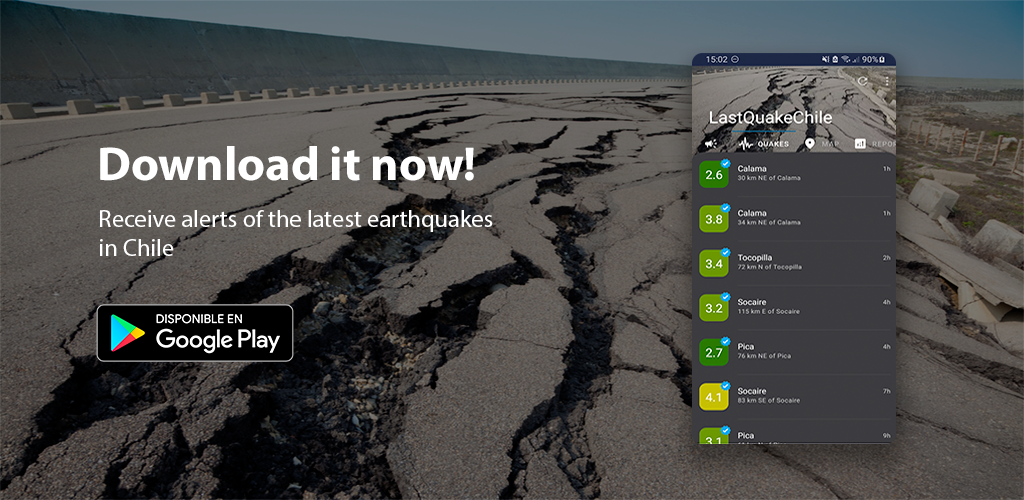 Download it now!
Receive alerts of the latest earthquakes
in Chile
DISPONIBLE EN
Google Play
15:02
90%
LastQuakeChile
QUAKES
MAP
REPOR
2.6
Calama
30 km NE of Calama
1h
3.8
Calama
34 km NE of Calama
1h
3.4
Tocopilla
72 km N of Tocopilla
2h
3.2
Socaire
115 km E of Socaire
4h
2.7
Pica
76 km NE of Pica
4h
4.1
Socaire
83 km SE of Socaire
7h
3.1
Pica
9h